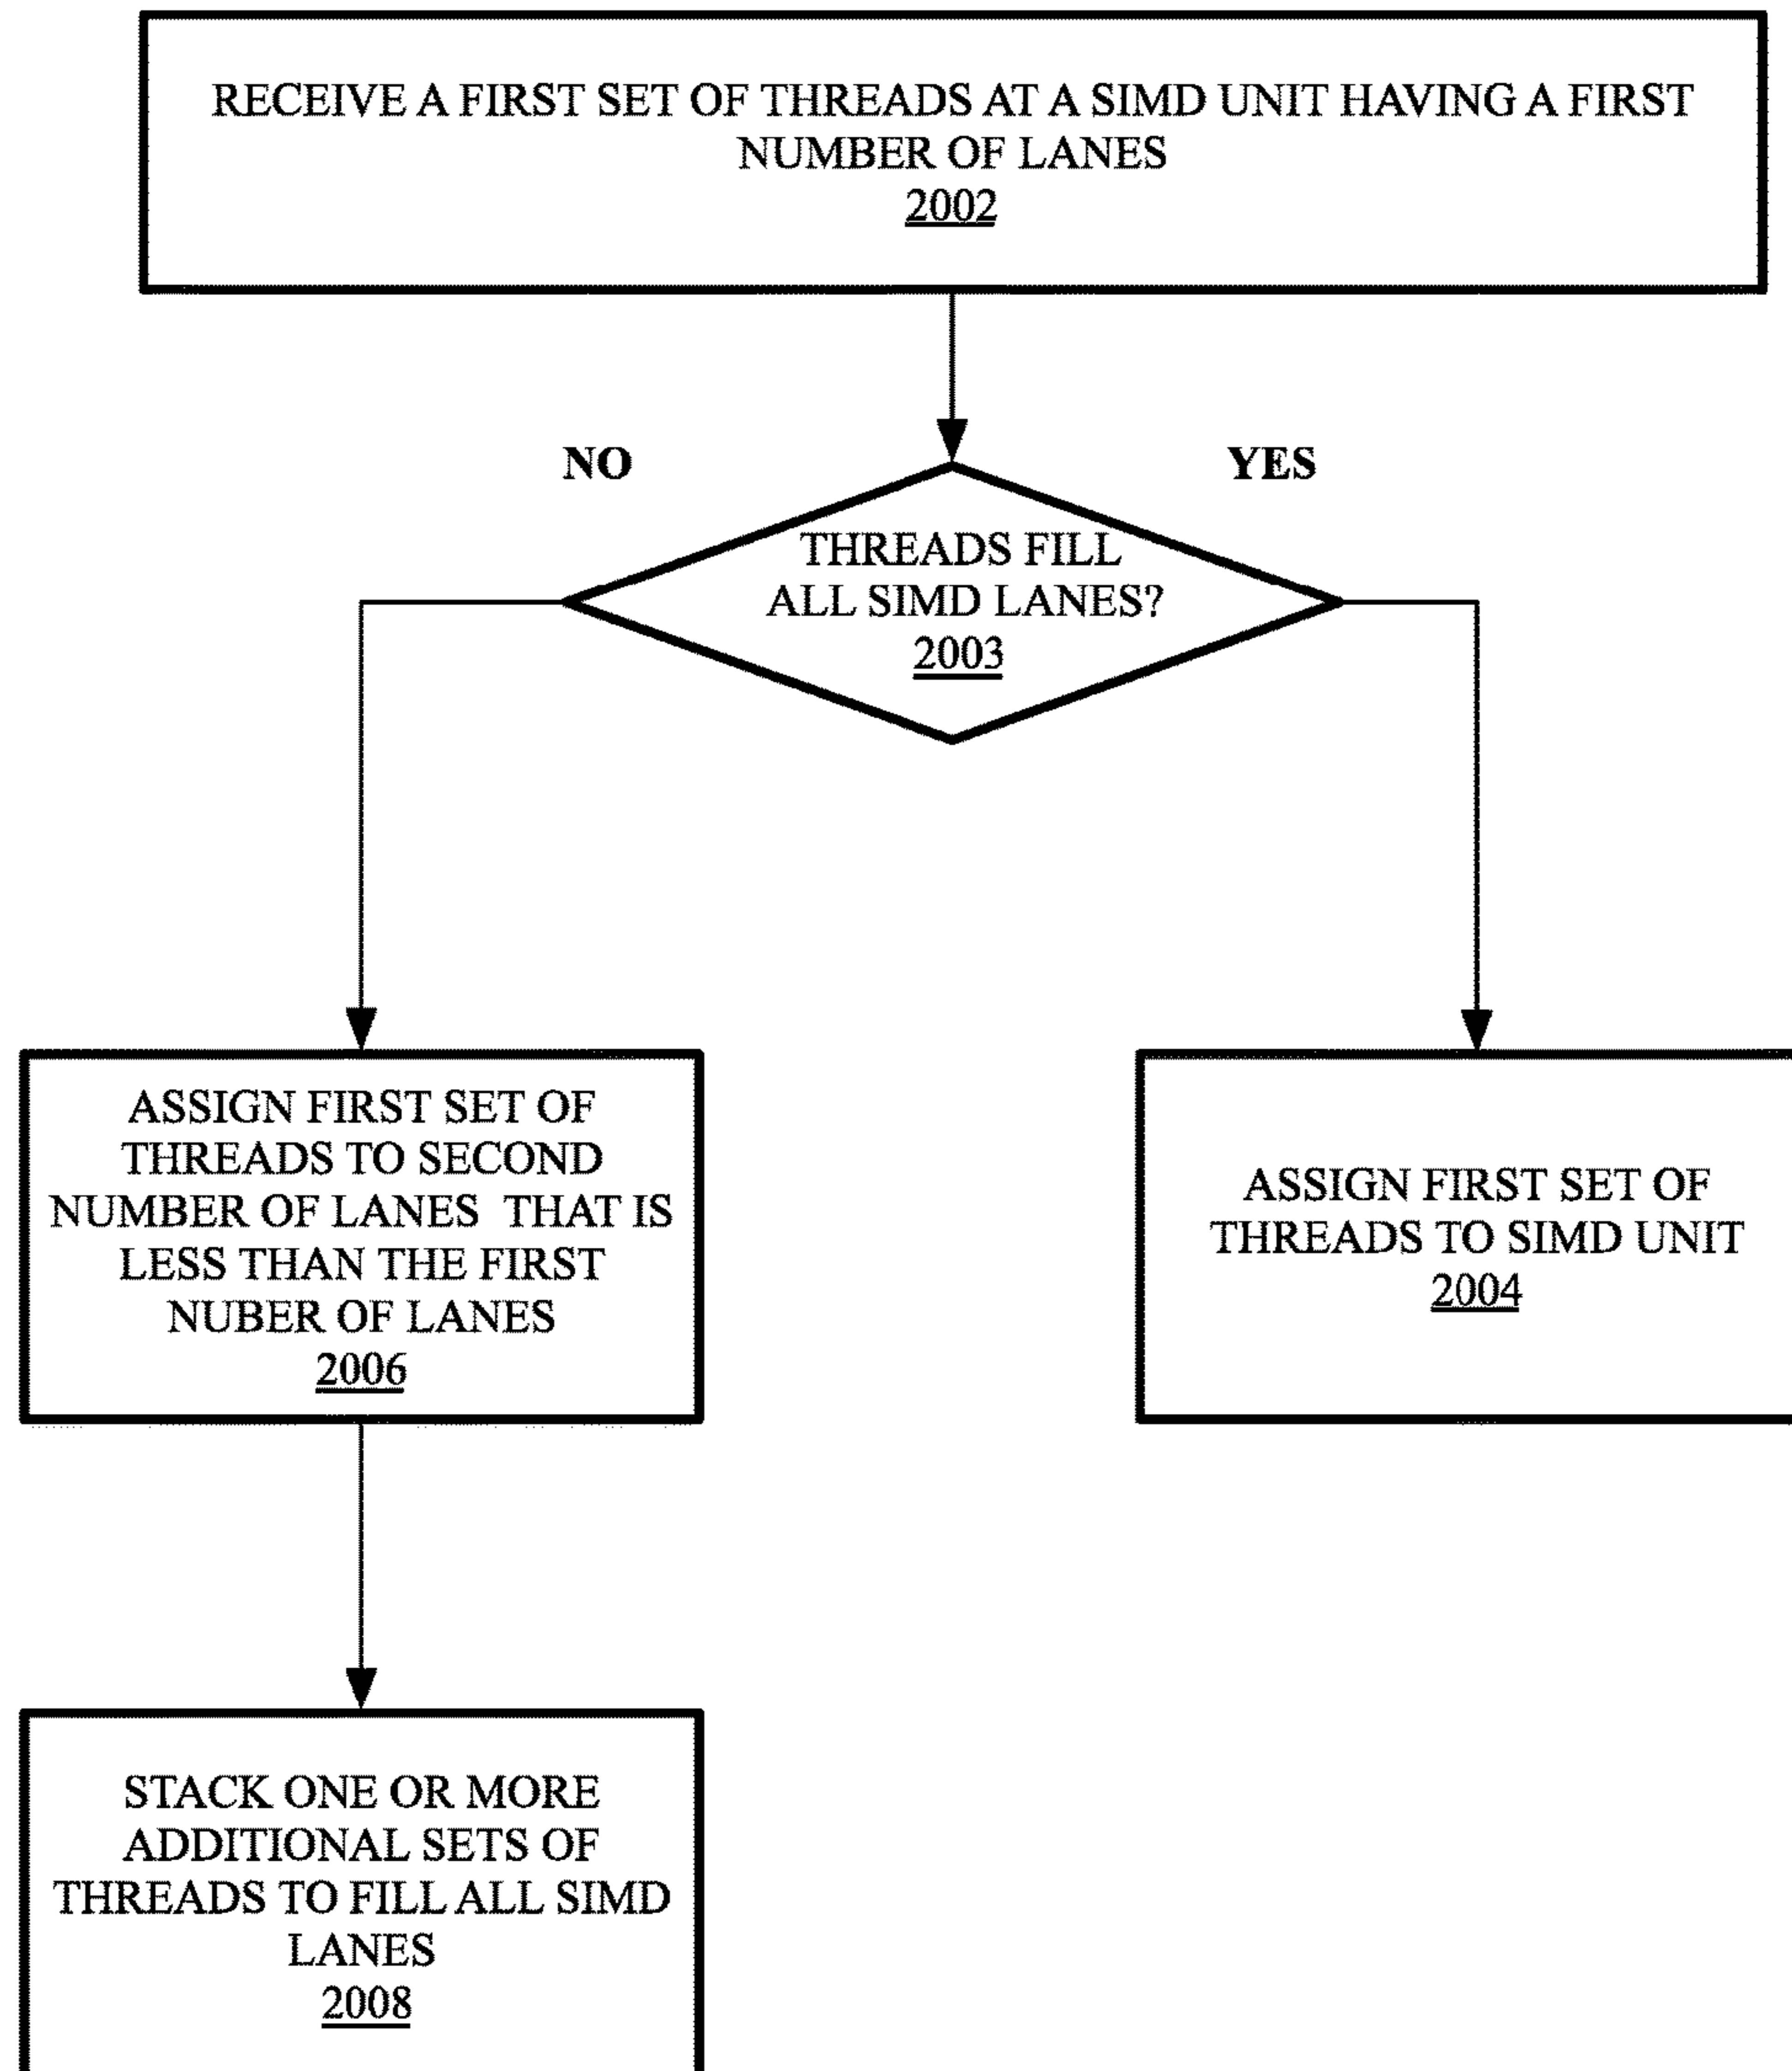 RECEIVE A FIRST SET OF THREADS AT A SIMD UNIT HAVING A FIRST
NUMBER OF LANES
2002
NO
YES
THREADS FILL
ALL SIMD LANES?
2003
ASSIGN FIRST SET OF
THREADS TO SECOND
NUMBER OF LANES THAT IS
LESS THAN THE FIRST
NUBER OF LANES
2006
ASSIGN FIRST SET OF
THREADS TO SIMD UNIT
2004
STACK ONE OR MORE
ADDITIONAL SETS OF
THREADS TO FILL ALL SIMD
LANES
2008